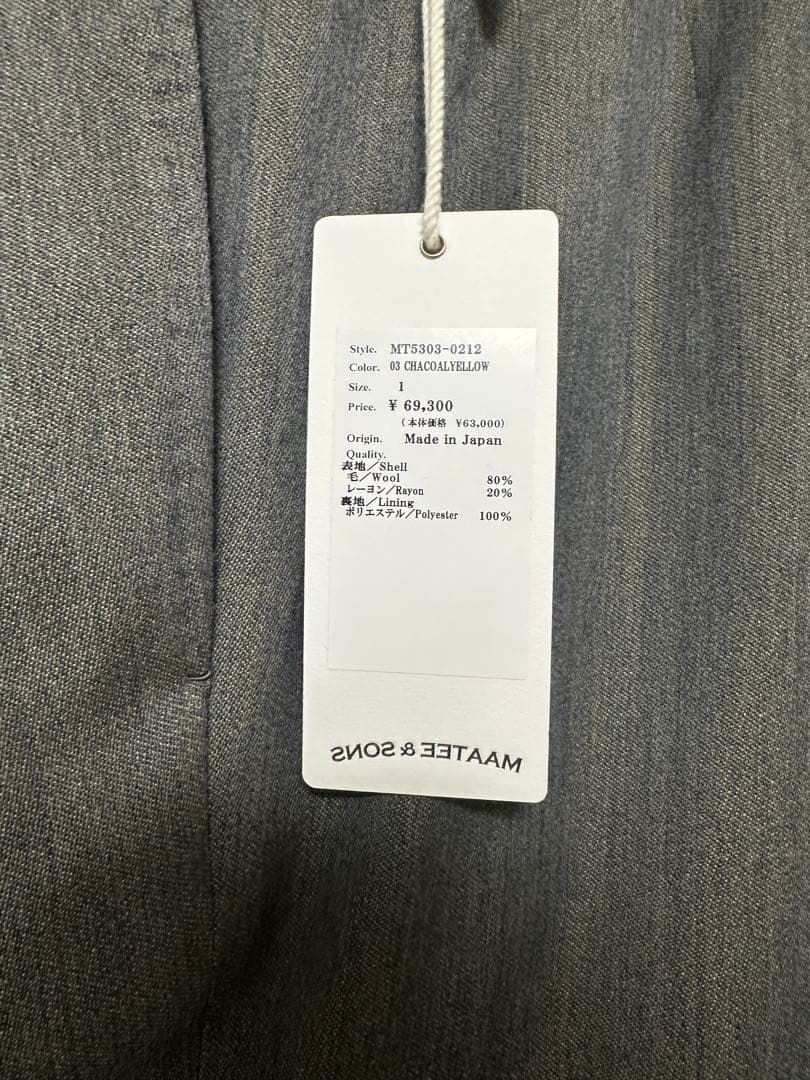 Style. MT5303-0212
Color. 03 CHACOALYELLOW
Size. 1
Price. ¥ 69,300
(本体価格 ¥63,000)
Origin. Made in Japan
Quality.
表地/Shell
毛/Wool 80%
レーヨン/Rayon 20%
裏地/Lining
ポリエステル/Polyester 100%
MAATEE & SONS